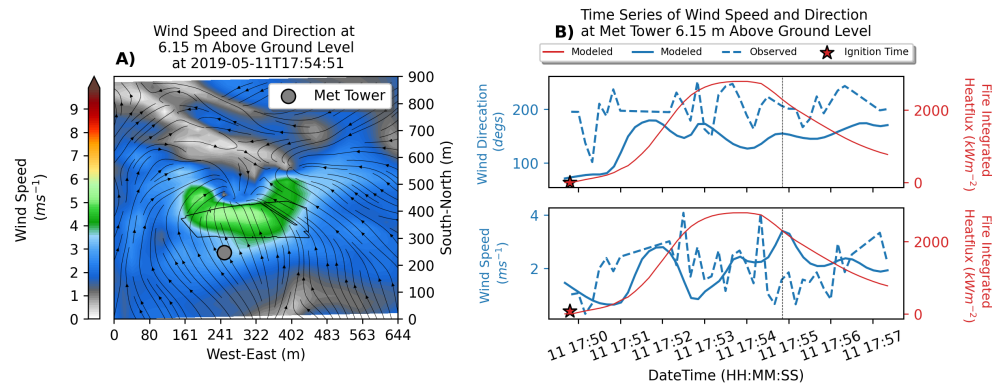 Wind Speed and Direction at
6.15 m Above Ground Level
at 2019-05-11T17:54:51
A)
Met Tower
Wind Speed
(ms⁻¹)
9
8
7
6
5
4
3
2
1
0
900
800
700
600
500
400
300
200
100
0
South-North (m)
0 80 161 241 322 402 483 563 644
West-East (m)
Time Series of Wind Speed and Direction
B) at Met Tower 6.15 m Above Ground Level
Modeled Modeled Observed Ignition Time
Wind Direcation
(degs)
200
100
2000
0
Fire Integrated
Heatflux (kWm⁻²)
Wind Speed
(ms⁻¹)
4
2
2000
0
Fire Integrated
Heatflux (kWm⁻²)
11 17:50
11 17:51
11 17:52
11 17:53
11 17:54
11 17:55
11 17:56
11 17:57
DateTime (HH:MM:SS)